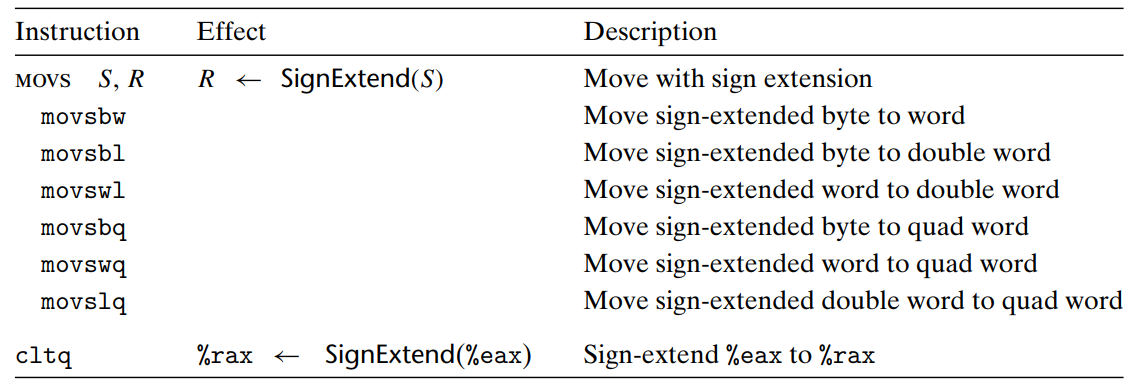 Instruction Effect Description
MOVS S, R R ← SignExtend(S) Move with sign extension
movsbw Move sign-extended byte to word
movsbl Move sign-extended byte to double word
movswl Move sign-extended word to double word
movsbq Move sign-extended byte to quad word
movswq Move sign-extended word to quad word
movslq Move sign-extended double word to quad word
cltq %rax ← SignExtend(%eax) Sign-extend %eax to %rax